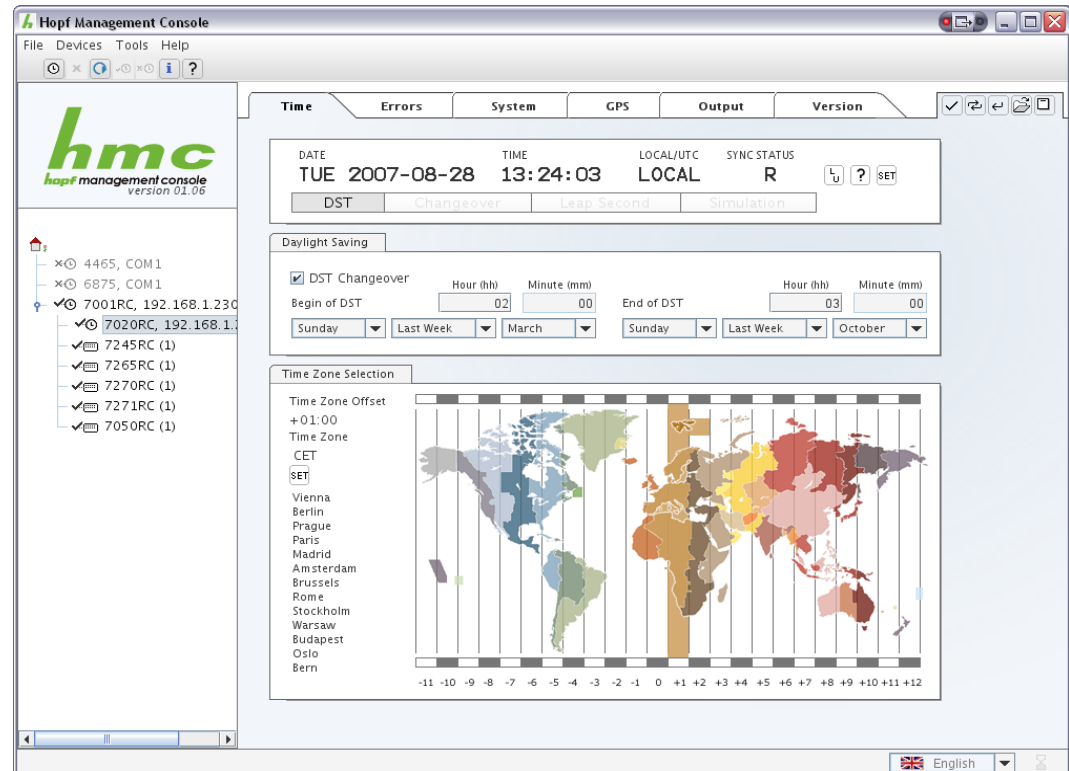 Hopf Management Console
File Devices Tools Help
hmc
hopf management console
version 01.06
4465, COM1
6875, COM1
7001RC, 192.168.1.230
7020RC, 192.168.1.
7245RC (1)
7265RC (1)
7270RC (1)
7271RC (1)
7050RC (1)
Time Errors System GPS Output Version
DATE TIME LOCAL/UTC SYNC STATUS
TUE 2007-08-28 13:24:03 LOCAL R L U ? SET
DST Changeover Leap Second Simulation
Daylight Saving
DST Changeover
Hour (hh) Minute (mm) Hour (hh) Minute (mm)
Begin of DST 02 00 End of DST 03 00
Sunday Last Week March Sunday Last Week October
Time Zone Selection
Time Zone Offset
+01:00
Time Zone
CET
SET
Vienna
Berlin
Prague
Paris
Madrid
Amsterdam
Brussels
Rome
Stockholm
Warsaw
Budapest
Oslo
Bern
-11 -10 -9 -8 -7 -6 -5 -4 -3 -2 -1 0 +1 +2 +3 +4 +5 +6 +7 +8 +9 +10 +11 +12
English